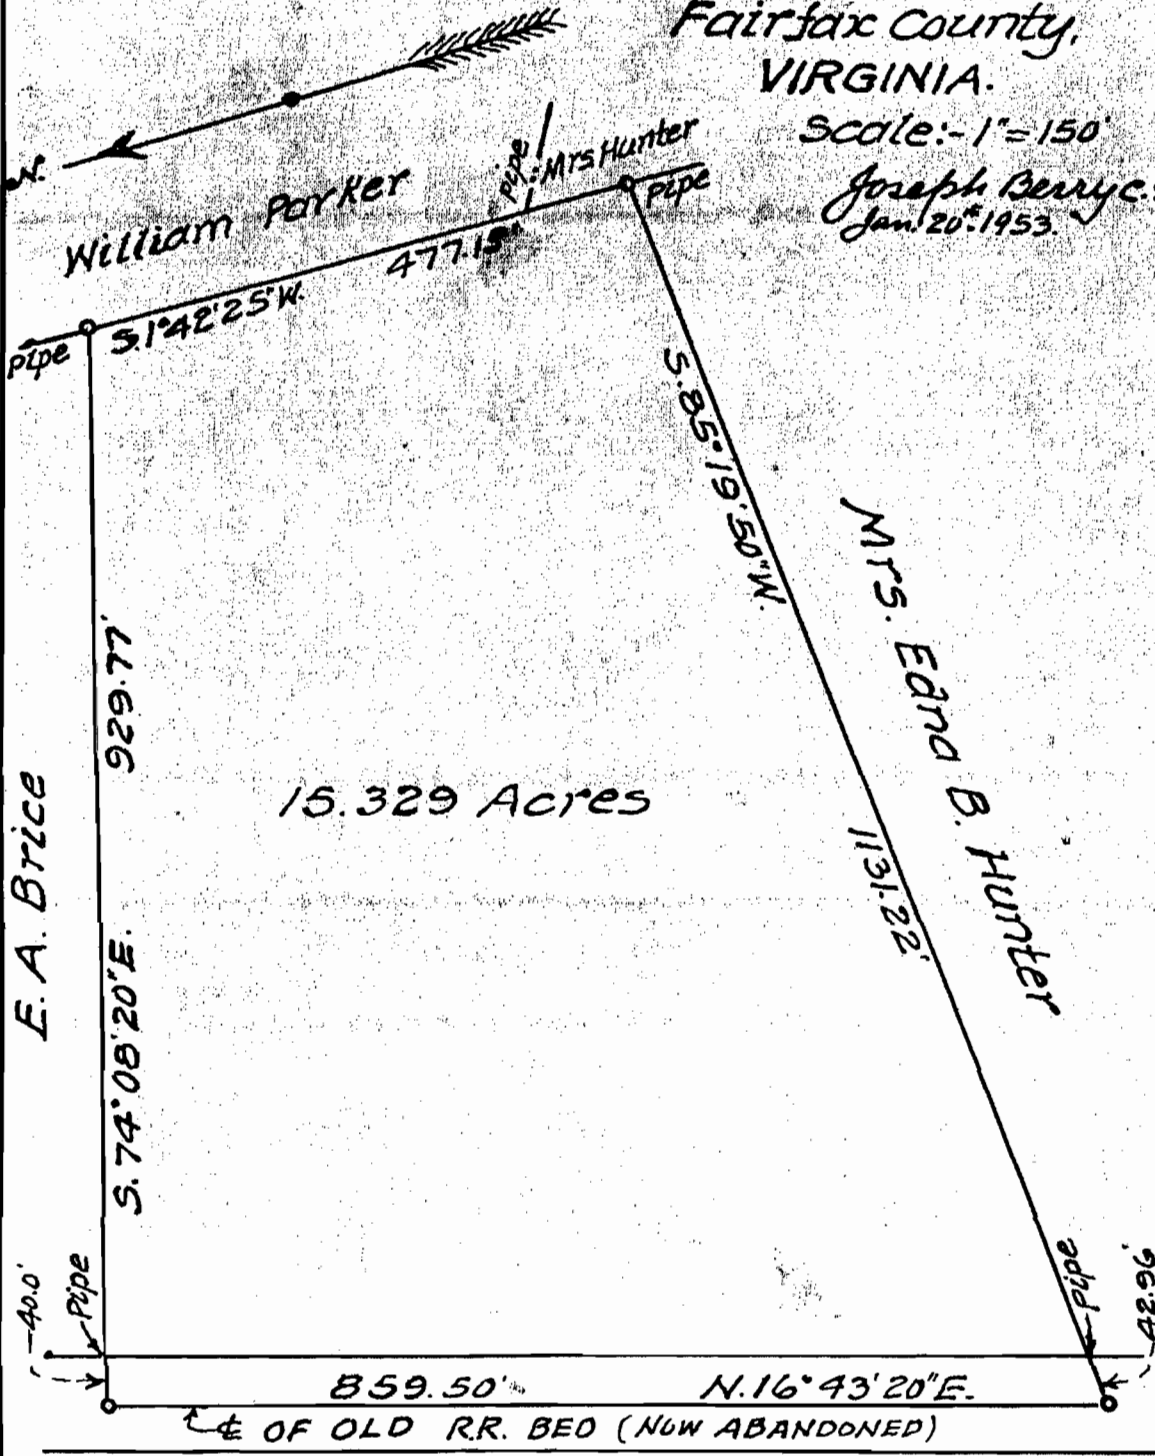 Fairfax County,
VIRGINIA.
Scale:- 1"=150'
Joseph Berry C.
Jan. 20th 1953.
N.
William Parker
Pipe
Mrs Hunter
Pipe
477.15'
S.1°42'25"W.
Pipe
S.85°19'50"W.
Mrs. Edna B. Hunter
1131.22'
929.77'
15.329 Acres
E. A. Brice
S.74°08'20"E.
40.0'
Pipe
Pipe
42.96'
859.50' N.16°43'20"E.
℄ OF OLD R.R. BED (NOW ABANDONED)